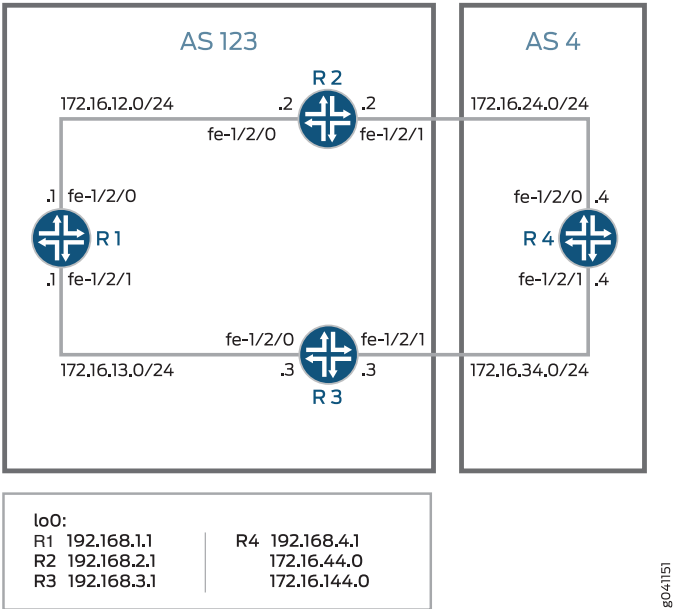 AS 123
AS 4
R 2
172.16.12.0/24
.2
.2
172.16.24.0/24
fe-1/2/0
fe-1/2/1
.1
fe-1/2/0
fe-1/2/0
.4
R 1
R 4
.1
fe-1/2/1
fe-1/2/1
.4
fe-1/2/0
fe-1/2/1
172.16.13.0/24
.3
.3
172.16.34.0/24
R 3
lo0:
R1 192.168.1.1
R4 192.168.4.1
R2 192.168.2.1
172.16.44.0
R3 192.168.3.1
172.16.144.0
g041151